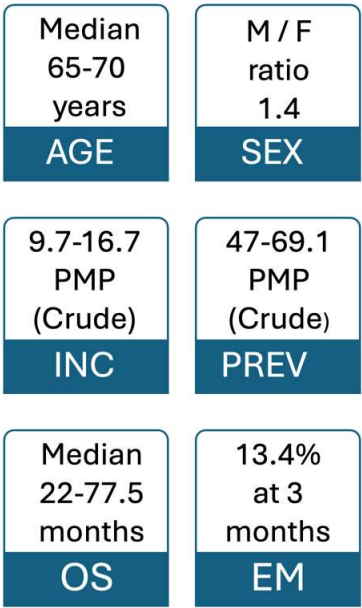 Median
65-70
years
AGE
M / F
ratio
1.4
SEX
9.7-16.7
PMP
(Crude)
INC
47-69.1
PMP
(Crude)
PREV
Median
22-77.5
months
OS
13.4%
at 3
months
EM